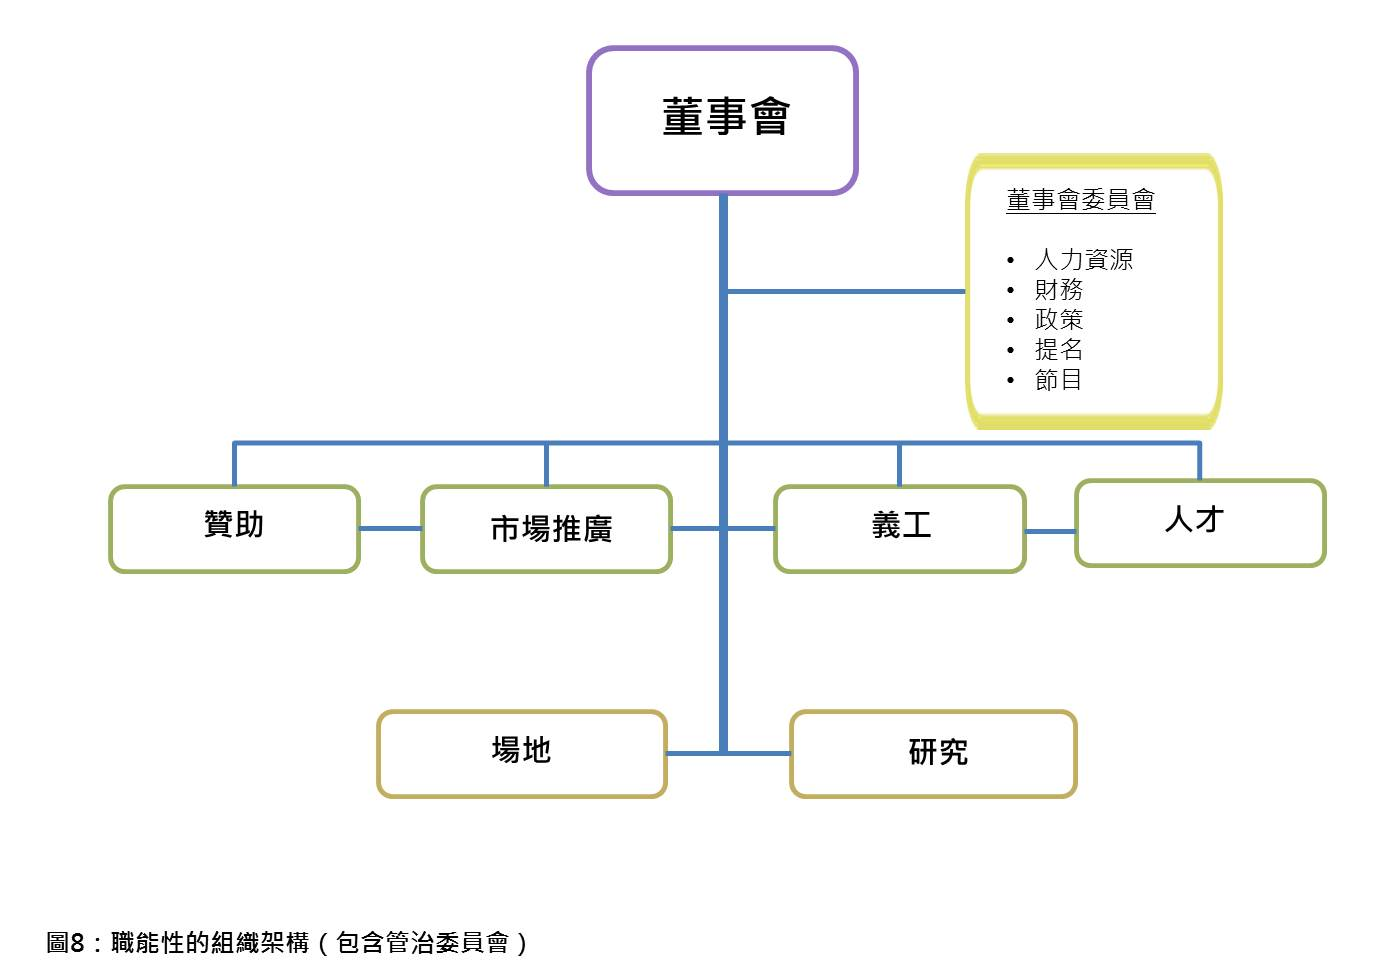 董事會
董事會委員會
• 人力資源
• 財務
• 政策
• 提名
• 節目
贊助
市場推廣
義工
人才
場地
研究
圖8：職能性的組織架構（包含管治委員會）